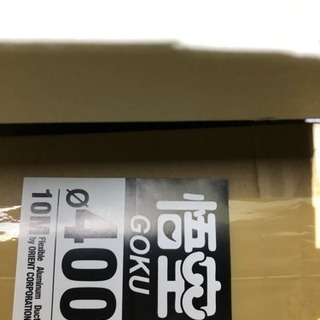 悟空
GOKU
Ø400
10M
Flexible Aluminum Duct
by ORIENT CORPORATION